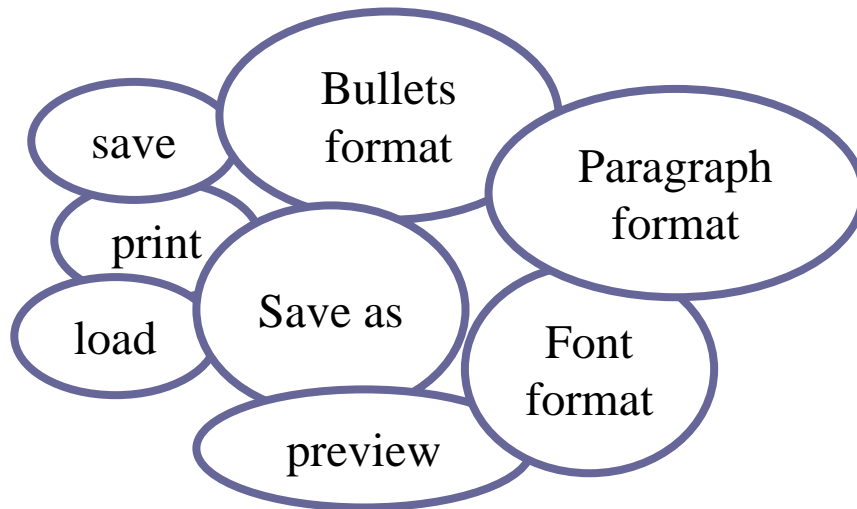 Bullets
format
save
Paragraph
format
print
Save as
load
Font
format
preview